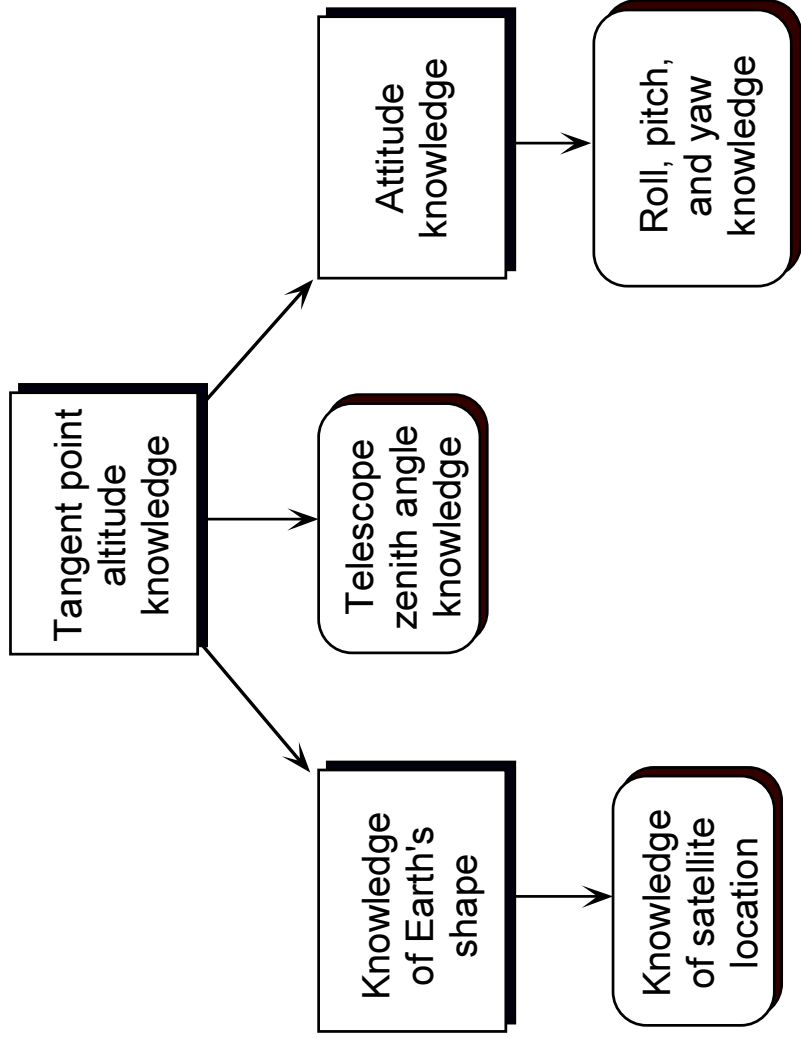 Tangent point
altitude
knowledge
Knowledge
of Earth's
shape
Telescope
zenith angle
knowledge
Attitude
knowledge
Knowledge
of satellite
location
Roll, pitch,
and yaw
knowledge